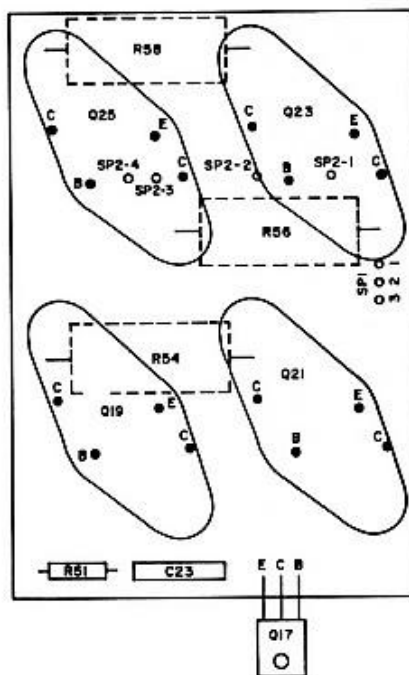 R58
C Q25 E
C Q23 E
SP2-4 SP2-3 C
B
SP2-2 B SP2-1 C
R56
SP1 1 2 3
R54
C Q19 E
B C
C Q21 E
B C
R51
C23
E C B
Q17